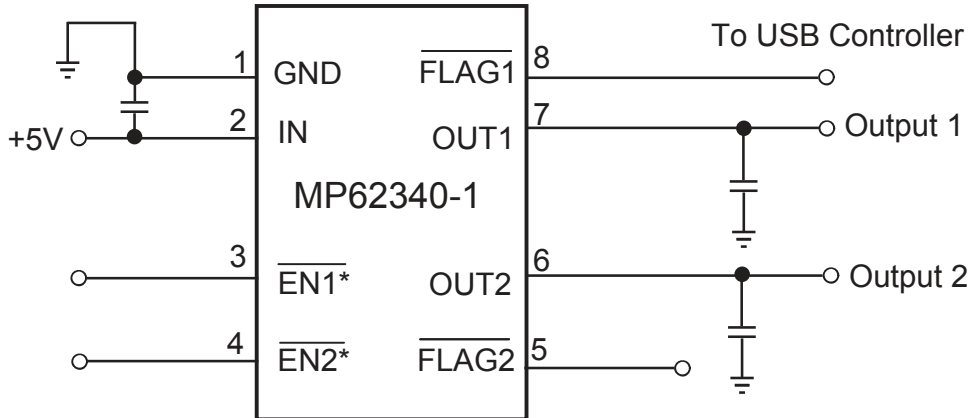 To USB Controller
1 GND
FLAG1 8
+5V
2 IN
OUT1 7
Output 1
MP62340-1
3 EN1*
OUT2 6
Output 2
4 EN2*
FLAG2 5